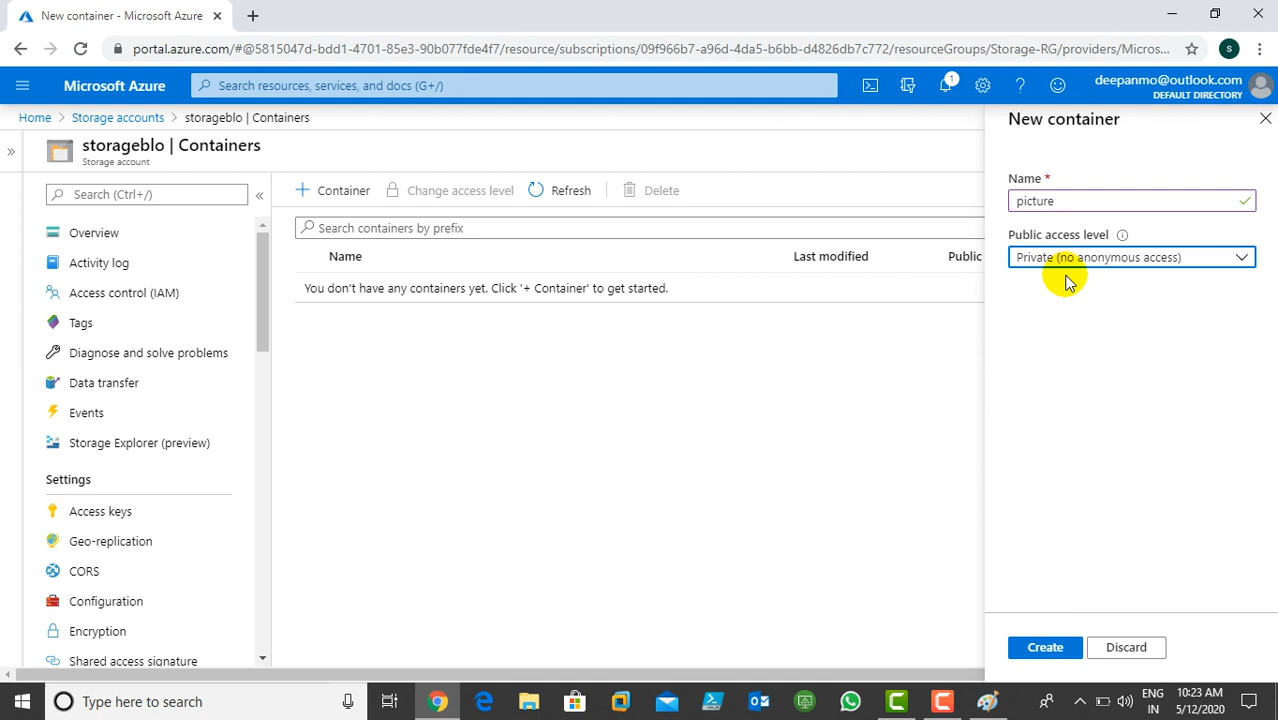 New container - Microsoft Azure
portal.azure.com/#@5815047d-bdd1-4701-85e3-90b077fde4f7/resource/subscriptions/09f966b7-a96d-4da5-b6bb-d4826db7c772/resourceGroups/Storage-RG/providers/Micros...
S
Microsoft Azure
Search resources, services, and docs (G+/)
1
deepanmo@outlook.com
DEFAULT DIRECTORY
Home > Storage accounts > storageblo | Containers
storageblo | Containers
Storage account
Search (Ctrl+/)
Overview
Activity log
Access control (IAM)
Tags
Diagnose and solve problems
Data transfer
Events
Storage Explorer (preview)
Settings
Access keys
Geo-replication
CORS
Configuration
Encryption
Shared access signature
+ Container
Change access level
Refresh
Delete
Search containers by prefix
Name
Last modified
Public
You don't have any containers yet. Click '+ Container' to get started.
New container
Name *
picture
Public access level
Private (no anonymous access)
Create
Discard
Type here to search
ENG
IN
10:23 AM
5/12/2020